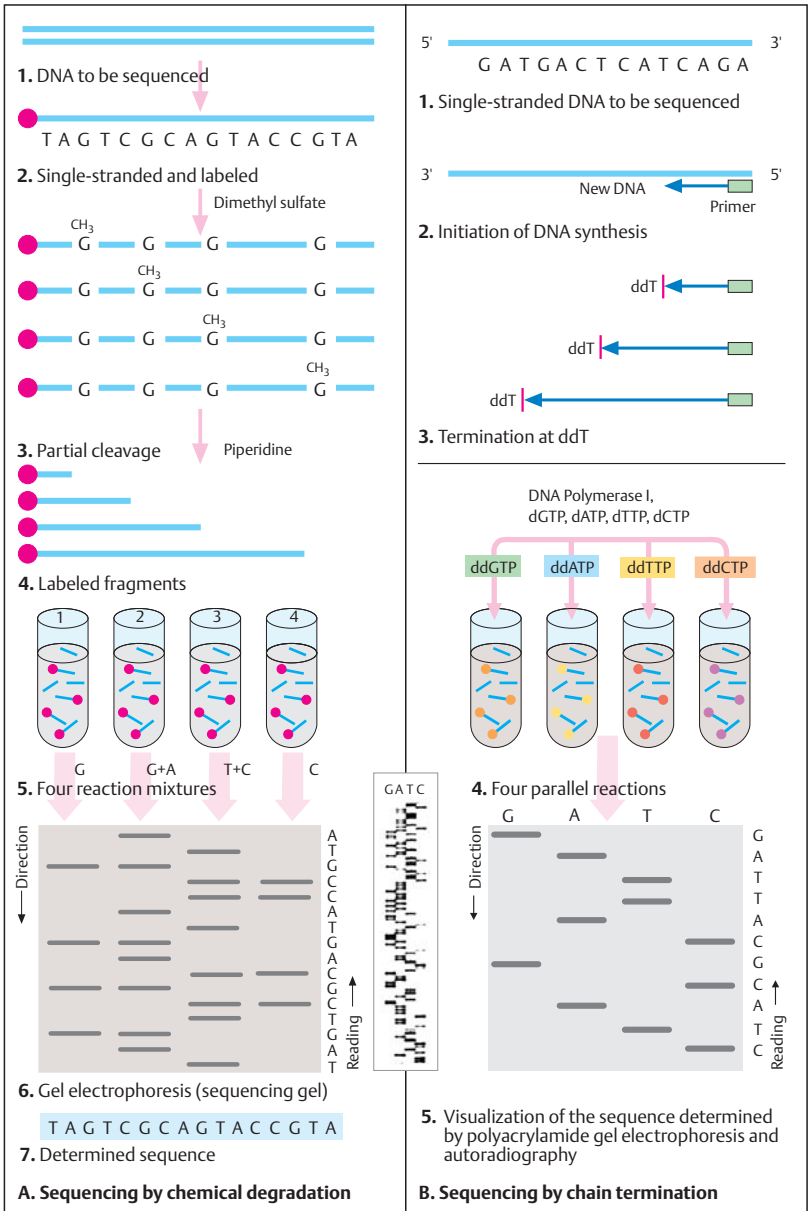 1. DNA to be sequenced
T A G T C G C A G T A C C G T A
2. Single-stranded and labeled
Dimethyl sulfate
CH3
G G G G
CH3
G G G G
CH3
G G G G
CH3
G G G G
3. Partial cleavage
Piperidine
4. Labeled fragments
1 2 3 4
G G+A T+C C
5. Four reaction mixtures
Direction
A
T
G
C
C
A
T
G
A
C
G
C
T
G
A
T
Reading
6. Gel electrophoresis (sequencing gel)
T A G T C G C A G T A C C G T A
7. Determined sequence
A. Sequencing by chemical degradation
G A T C
5' 3'
G A T G A C T C A T C A G A
1. Single-stranded DNA to be sequenced
3' 5'
New DNA
Primer
2. Initiation of DNA synthesis
ddT
ddT
ddT
3. Termination at ddT
DNA Polymerase I,
dGTP, dATP, dTTP, dCTP
ddGTP ddATP ddTTP ddCTP
4. Four parallel reactions
G A T C
Direction
G
A
T
T
A
C
G
C
A
T
C
Reading
5. Visualization of the sequence determined
by polyacrylamide gel electrophoresis and
autoradiography
B. Sequencing by chain termination